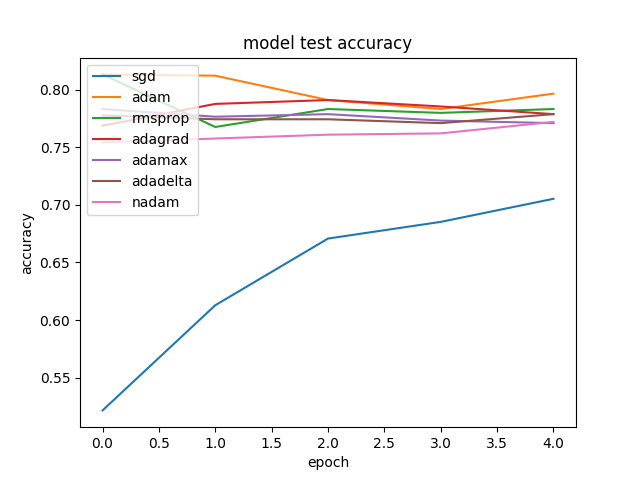 model test accuracy
sgd
adam
rmsprop
adagrad
adamax
adadelta
nadam
accuracy
0.80
0.75
0.70
0.65
0.60
0.55
0.0 0.5 1.0 1.5 2.0 2.5 3.0 3.5 4.0
epoch